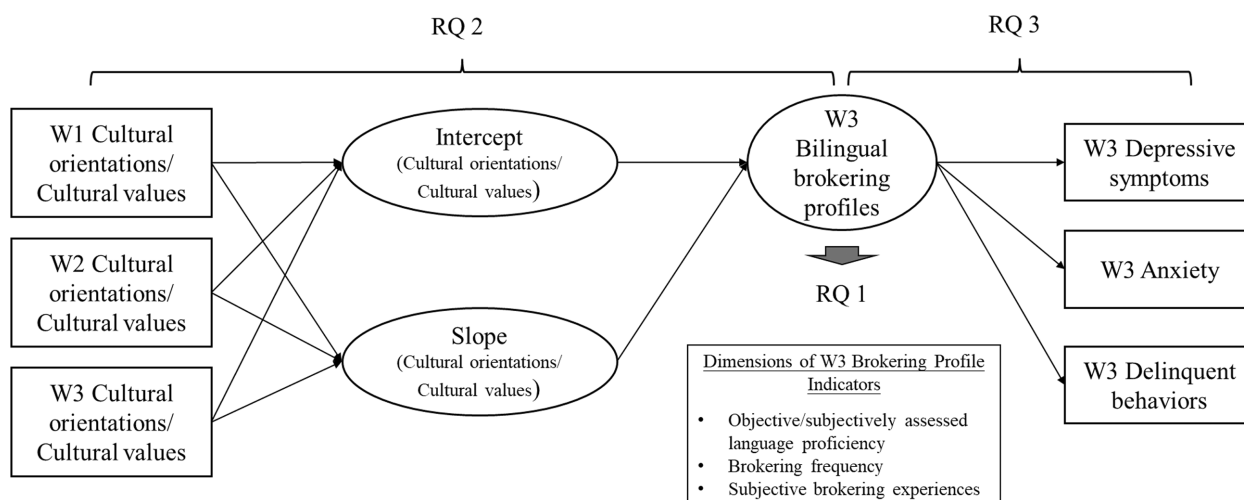 RQ 2
RQ 3
W1 Cultural
orientations/
Cultural values
W2 Cultural
orientations/
Cultural values
W3 Cultural
orientations/
Cultural values
Intercept
(Cultural orientations/
Cultural values)
Slope
(Cultural orientations/
Cultural values)
W3
Bilingual
brokering
profiles
RQ 1
Dimensions of W3 Brokering Profile
Indicators
• Objective/subjectively assessed
language proficiency
• Brokering frequency
• Subjective brokering experiences
W3 Depressive
symptoms
W3 Anxiety
W3 Delinquent
behaviors